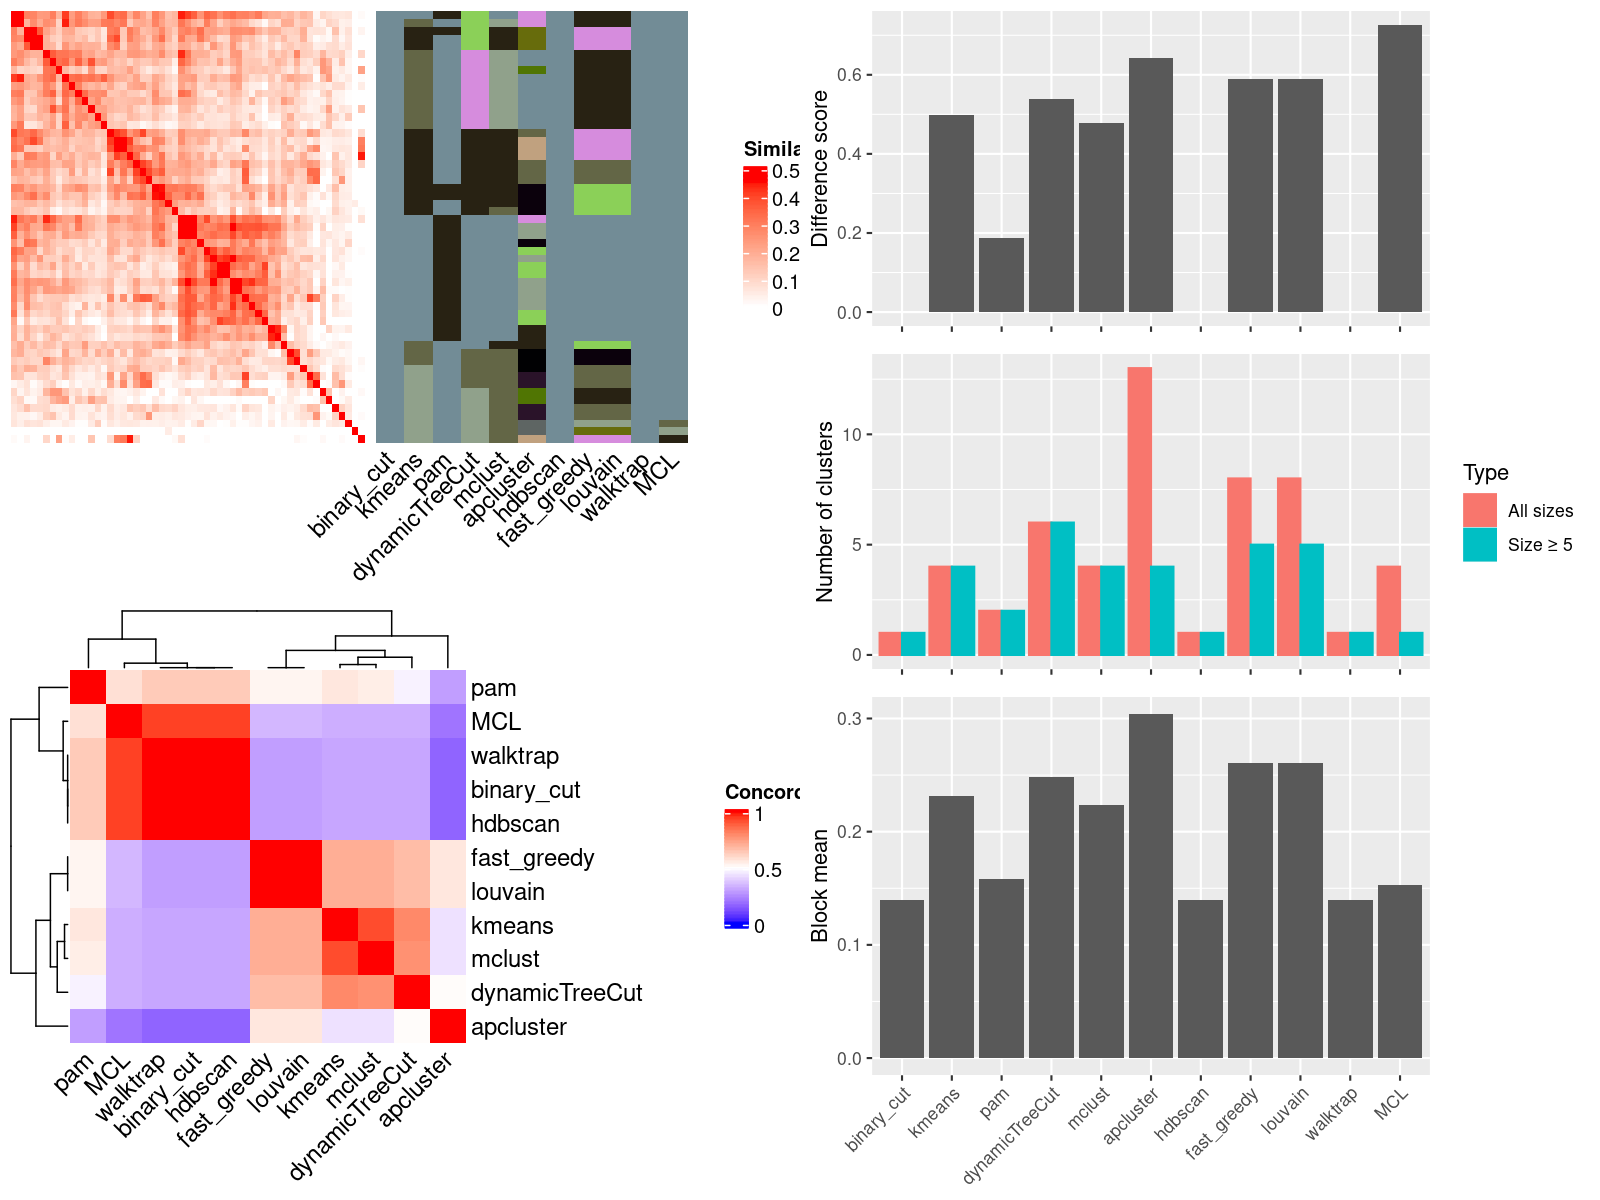 Simila
0.5
0.4
0.3
0.2
0.1
0
binary_cut
kmeans
pam
dynamicTreeCut
mclust
apcluster
hdbscan
fast_greedy
louvain
walktrap
MCL
Difference score
0.6
0.4
0.2
0.0
Number of clusters
10
5
0
Type
All sizes
Size ≥ 5
pam
MCL
walktrap
binary_cut
hdbscan
fast_greedy
louvain
kmeans
mclust
dynamicTreeCut
apcluster
pam
MCL
walktrap
binary_cut
hdbscan
fast_greedy
louvain
kmeans
mclust
dynamicTreeCut
apcluster
Concord
1
0.5
0
Block mean
0.3
0.2
0.1
0.0
binary_cut
kmeans
pam
dynamicTreeCut
mclust
apcluster
hdbscan
fast_greedy
louvain
walktrap
MCL